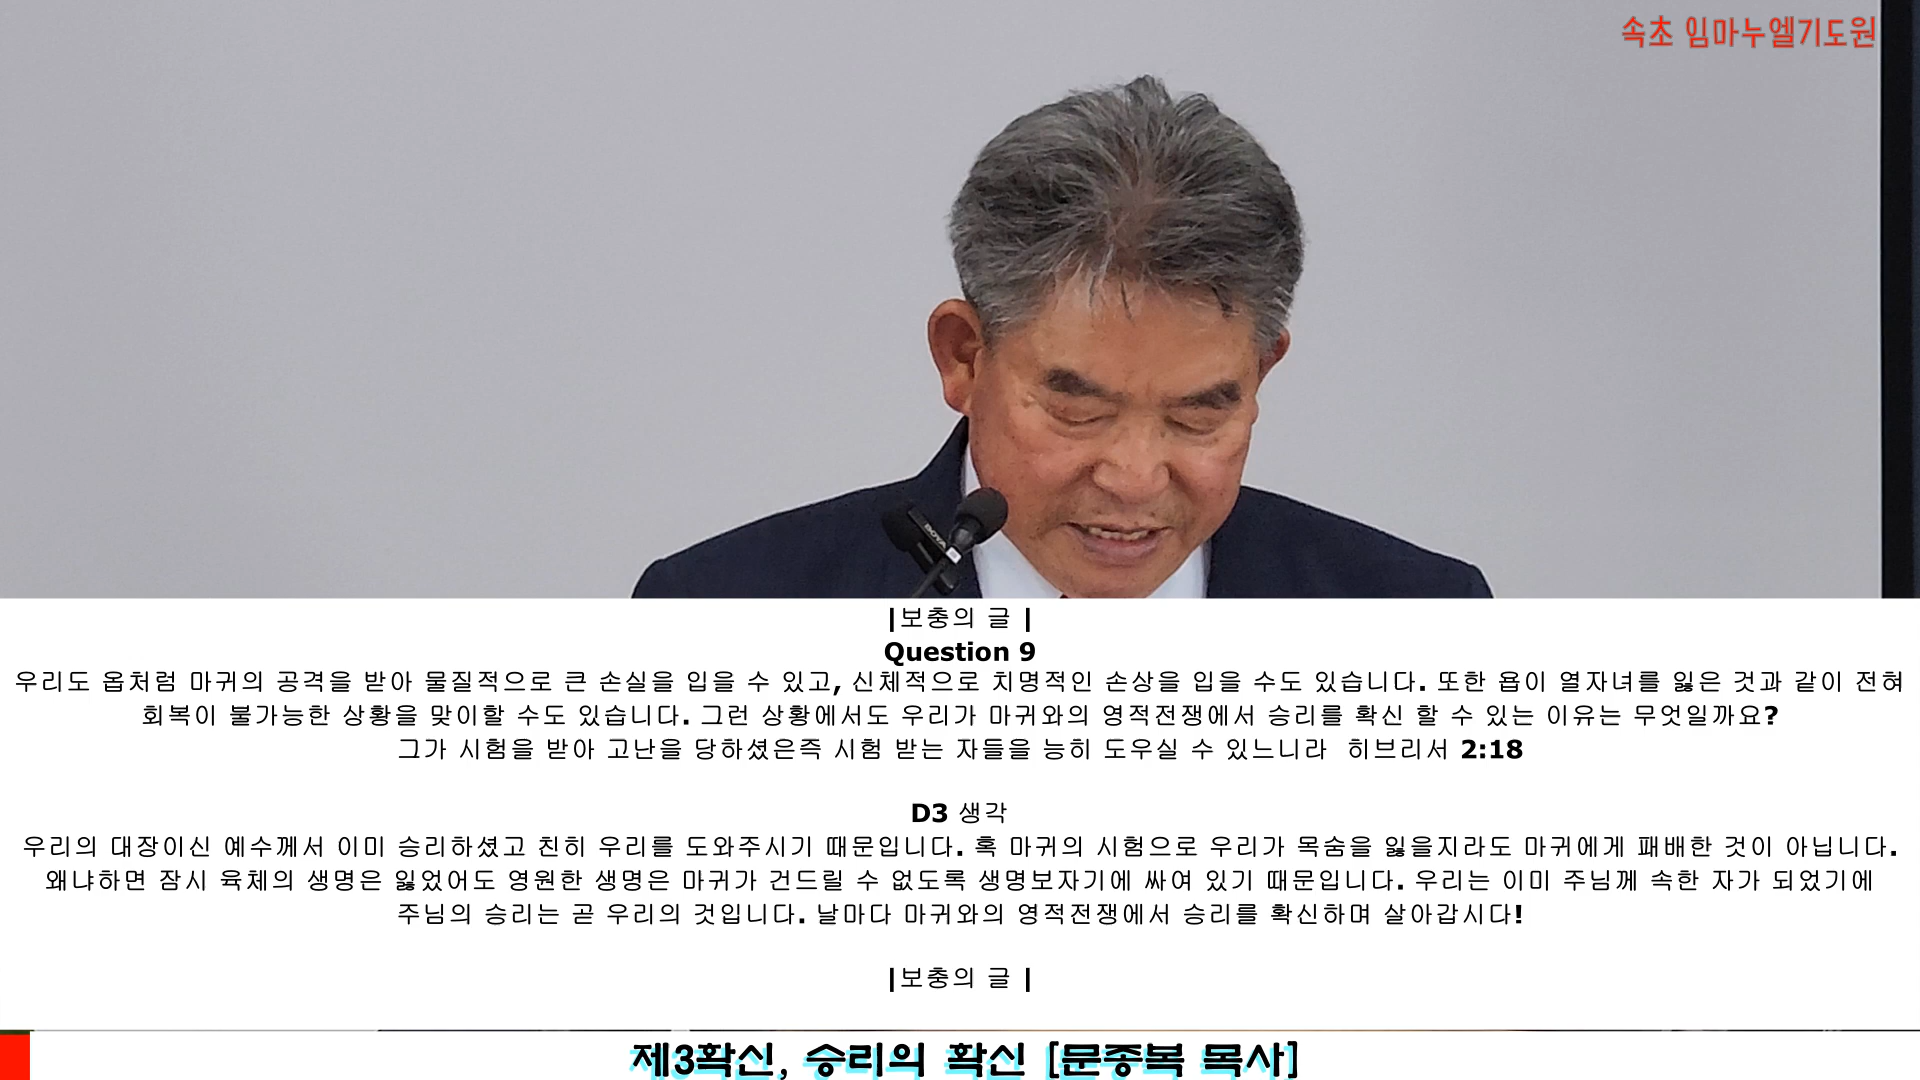 속초 임마누엘기도원
BOYA
|보충의 글 |
Question 9
우리도 옵처럼 마귀의 공격을 받아 물질적으로 큰 손실을 입을 수 있고, 신체적으로 치명적인 손상을 입을 수도 있습니다. 또한 욥이 열자녀를 잃은 것과 같이 전혀
회복이 불가능한 상황을 맞이할 수도 있습니다. 그런 상황에서도 우리가 마귀와의 영적전쟁에서 승리를 확신 할 수 있는 이유는 무엇일까요?
그가 시험을 받아 고난을 당하셨은즉 시험 받는 자들을 능히 도우실 수 있느니라 히브리서 2:18
D3 생각
우리의 대장이신 예수께서 이미 승리하셨고 친히 우리를 도와주시기 때문입니다. 혹 마귀의 시험으로 우리가 목숨을 잃을지라도 마귀에게 패배한 것이 아닙니다.
왜냐하면 잠시 육체의 생명은 잃었어도 영원한 생명은 마귀가 건드릴 수 없도록 생명보자기에 싸여 있기 때문입니다. 우리는 이미 주님께 속한 자가 되었기에
주님의 승리는 곧 우리의 것입니다. 날마다 마귀와의 영적전쟁에서 승리를 확신하며 살아갑시다!
|보충의 글 |
제3확신, 승리의 확신 [문종복 목사]